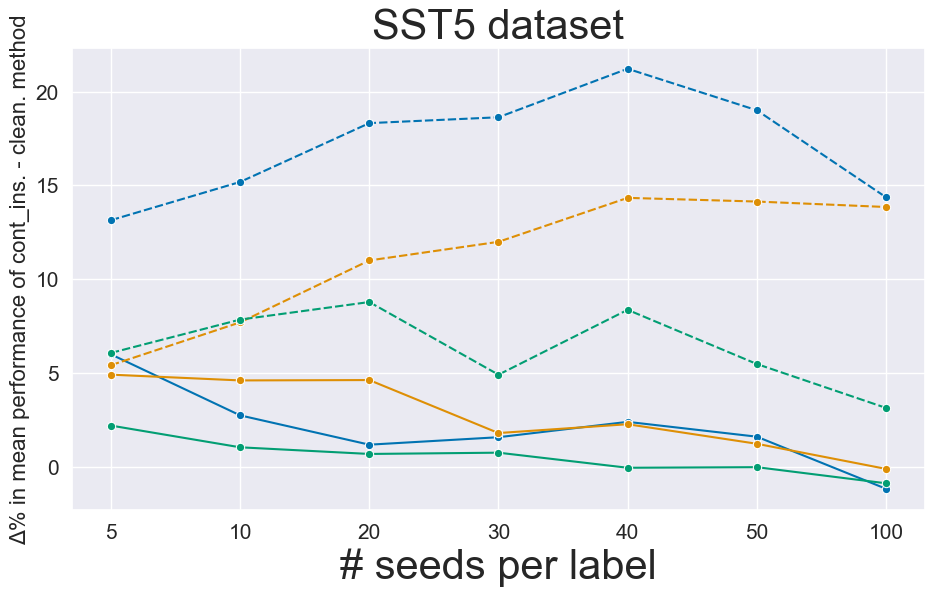 SST5 dataset
Δ% in mean performance of cont_ins. - clean. method
20
15
10
5
0
5 10 20 30 40 50 100
# seeds per label